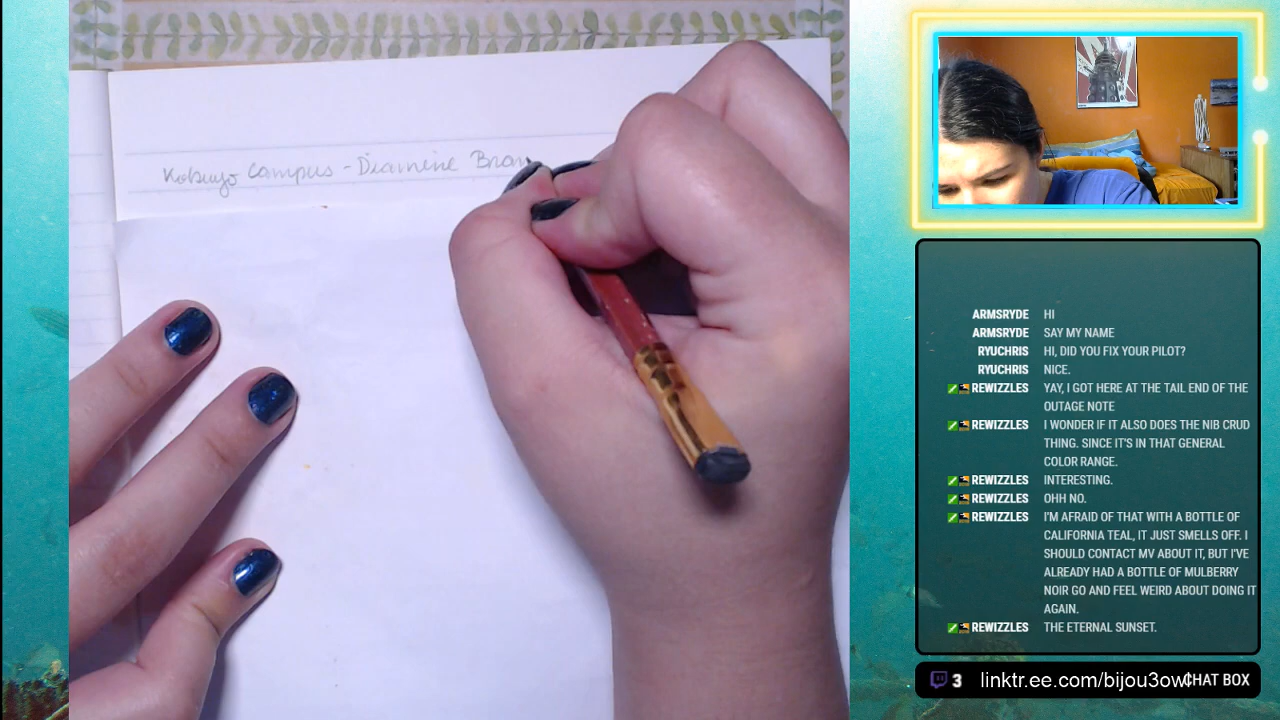 Kobuyo Campus - Diamine Bran
ARMSRYDE HI
ARMSRYDE SAY MY NAME
RYUCHRIS HI, DID YOU FIX YOUR PILOT?
RYUCHRIS NICE.
REWIZZLES YAY, I GOT HERE AT THE TAIL END OF THE
OUTAGE NOTE
REWIZZLES I WONDER IF IT ALSO DOES THE NIB CRUD
THING. SINCE IT'S IN THAT GENERAL
COLOR RANGE.
REWIZZLES INTERESTING.
REWIZZLES OHH NO.
REWIZZLES I'M AFRAID OF THAT WITH A BOTTLE OF
CALIFORNIA TEAL, IT JUST SMELLS OFF. I
SHOULD CONTACT MV ABOUT IT, BUT I'VE
ALREADY HAD A BOTTLE OF MULBERRY
NOIR GO AND FEEL WEIRD ABOUT DOING IT
AGAIN.
REWIZZLES THE ETERNAL SUNSET.
3 linktr.ee.com/bijou3owl CHAT BOX